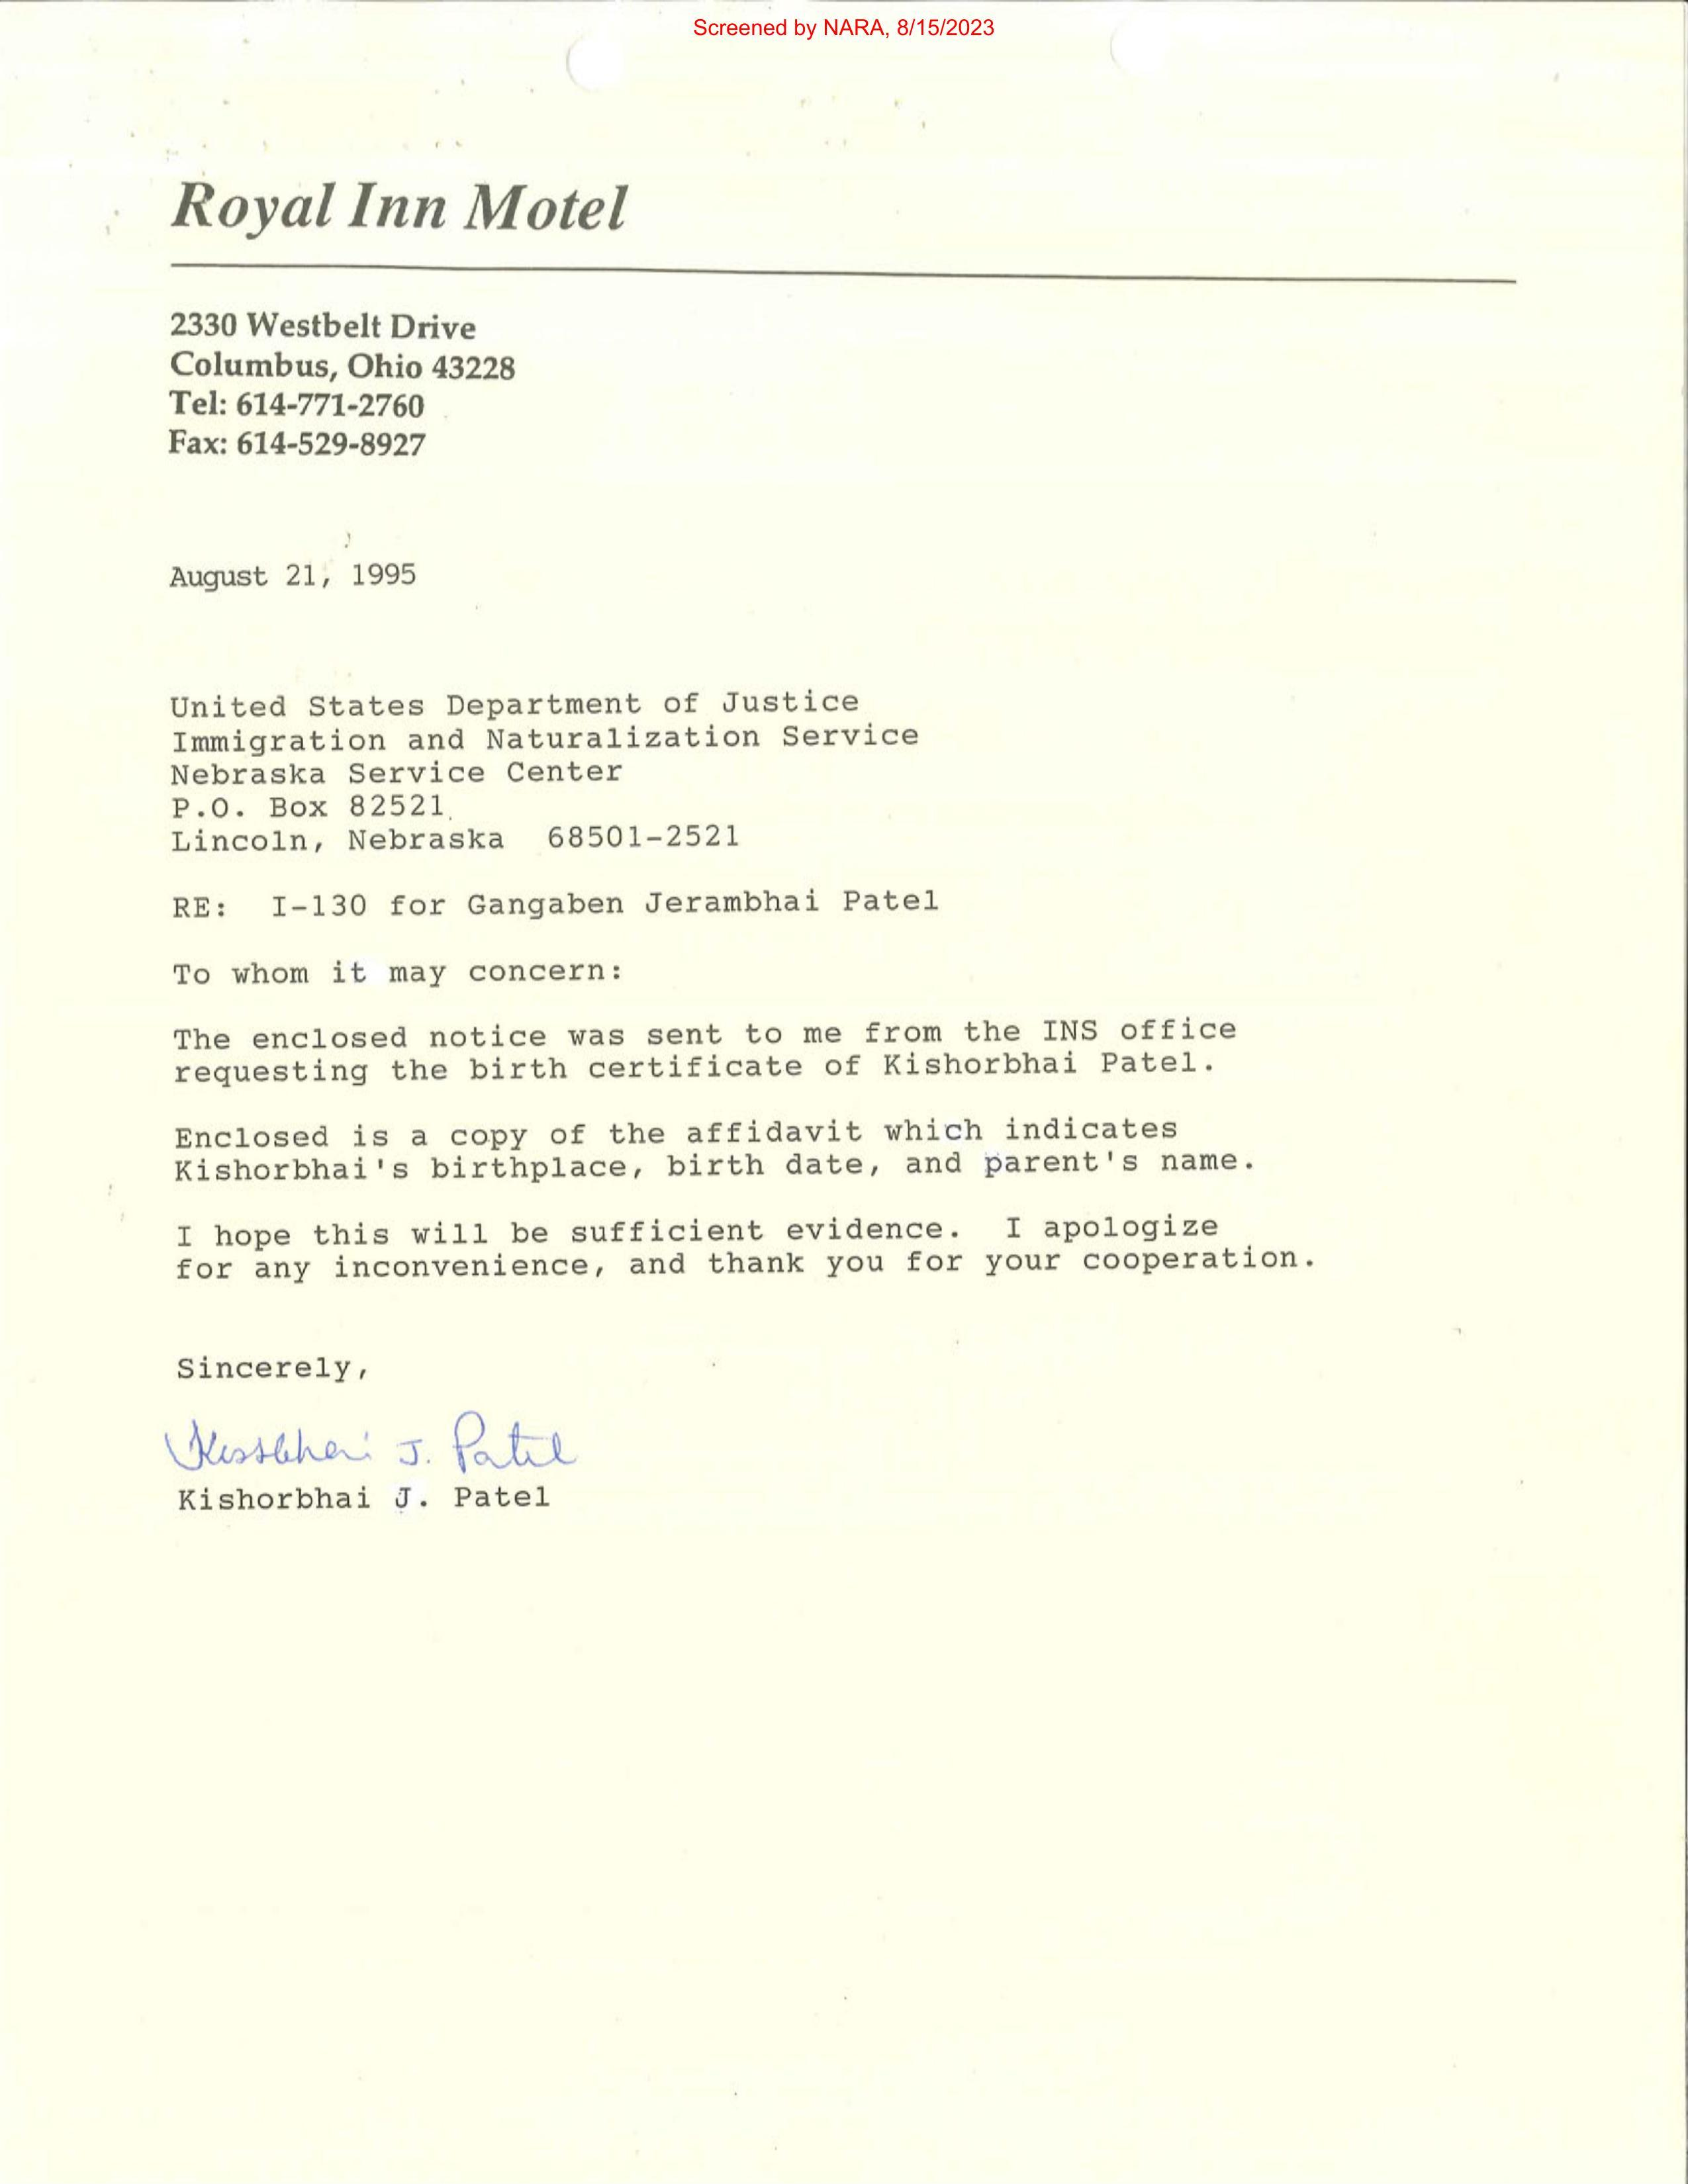 Screened by NARA, 8/15/2023
Royal Inn Motel
2330 Westbelt Drive
Columbus, Ohio 43228
Tel: 614-771-2760
Fax: 614-529-8927
August 21, 1995
United States Department of Justice
Immigration and Naturalization Service
Nebraska Service Center
P.O. Box 82521
Lincoln, Nebraska  68501-2521
RE:  I-130 for Gangaben Jerambhai Patel
To whom it may concern:
The enclosed notice was sent to me from the INS office
requesting the birth certificate of Kishorbhai Patel.
Enclosed is a copy of the affidavit which indicates
Kishorbhai's birthplace, birth date, and parent's name.
I hope this will be sufficient evidence.  I apologize
for any inconvenience, and thank you for your cooperation.
Sincerely,
J. Patel
Kishorbhai J. Patel